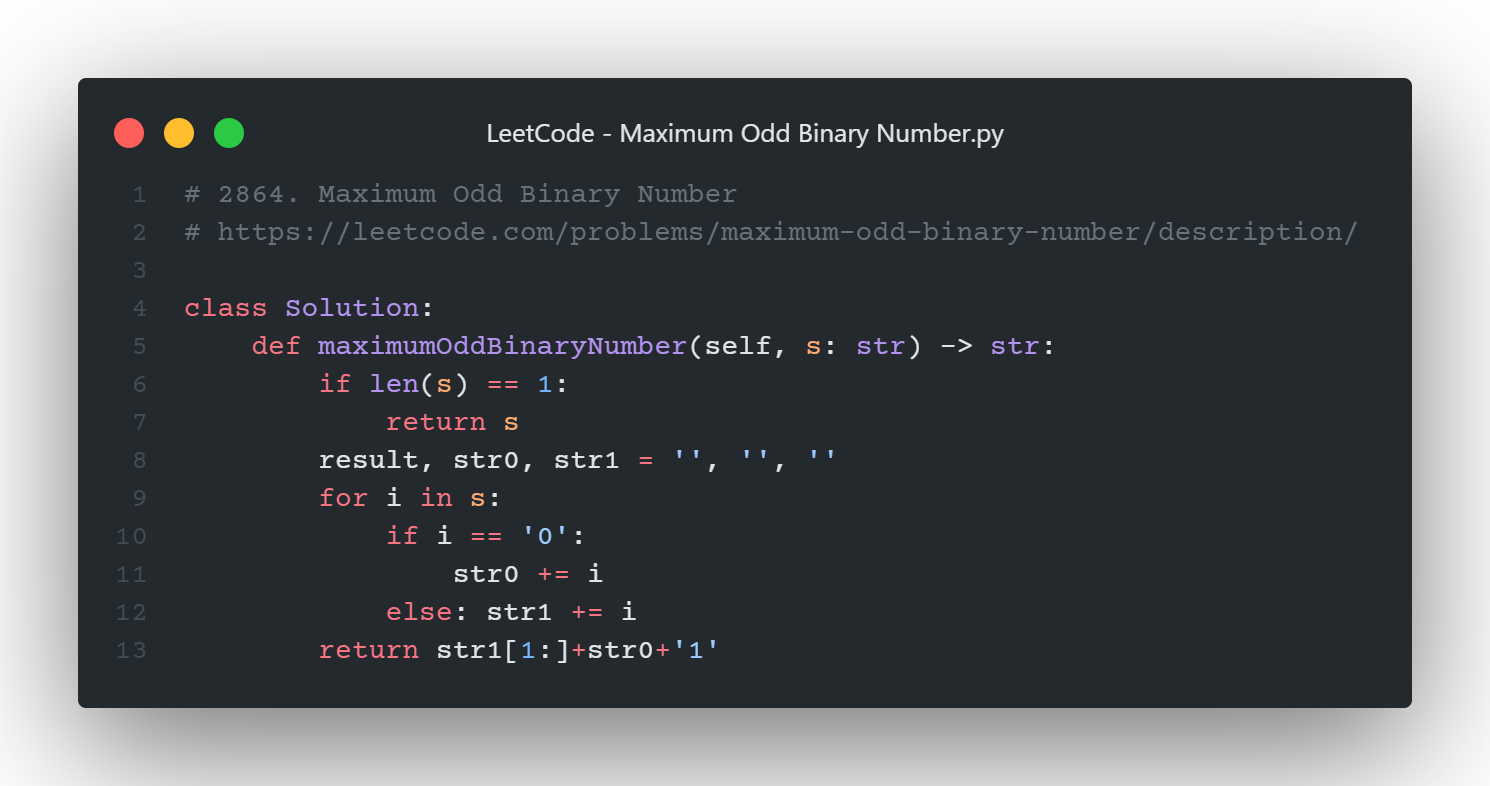 LeetCode - Maximum Odd Binary Number.py
1 # 2864. Maximum Odd Binary Number
2 # https://leetcode.com/problems/maximum-odd-binary-number/description/
3
4 class Solution:
5     def maximumOddBinaryNumber(self, s: str) -> str:
6         if len(s) == 1:
7             return s
8         result, str0, str1 = '', '', ''
9         for i in s:
10             if i == '0':
11                 str0 += i
12             else: str1 += i
13         return str1[1:]+str0+'1'